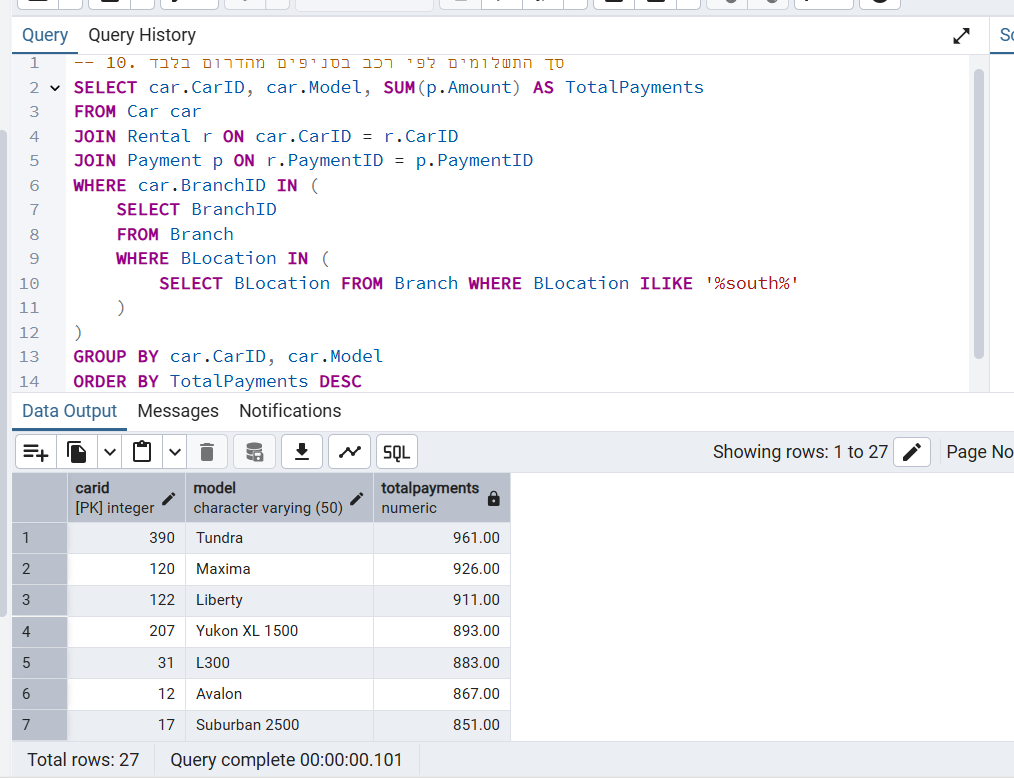 Query Query History
1 -- 10. סך התשלומים לפי רכב בסניפים מהדרום בלבד
2 SELECT car.CarID, car.Model, SUM(p.Amount) AS TotalPayments
3 FROM Car car
4 JOIN Rental r ON car.CarID = r.CarID
5 JOIN Payment p ON r.PaymentID = p.PaymentID
6 WHERE car.BranchID IN (
7 SELECT BranchID
8 FROM Branch
9 WHERE BLocation IN (
10 SELECT BLocation FROM Branch WHERE BLocation ILIKE '%south%'
11 )
12 )
13 GROUP BY car.CarID, car.Model
14 ORDER BY TotalPayments DESC
Data Output Messages Notifications
SQL Showing rows: 1 to 27 Page No
carid model totalpayments
[PK] integer character varying (50) numeric
1 390 Tundra 961.00
2 120 Maxima 926.00
3 122 Liberty 911.00
4 207 Yukon XL 1500 893.00
5 31 L300 883.00
6 12 Avalon 867.00
7 17 Suburban 2500 851.00
Total rows: 27 Query complete 00:00:00.101